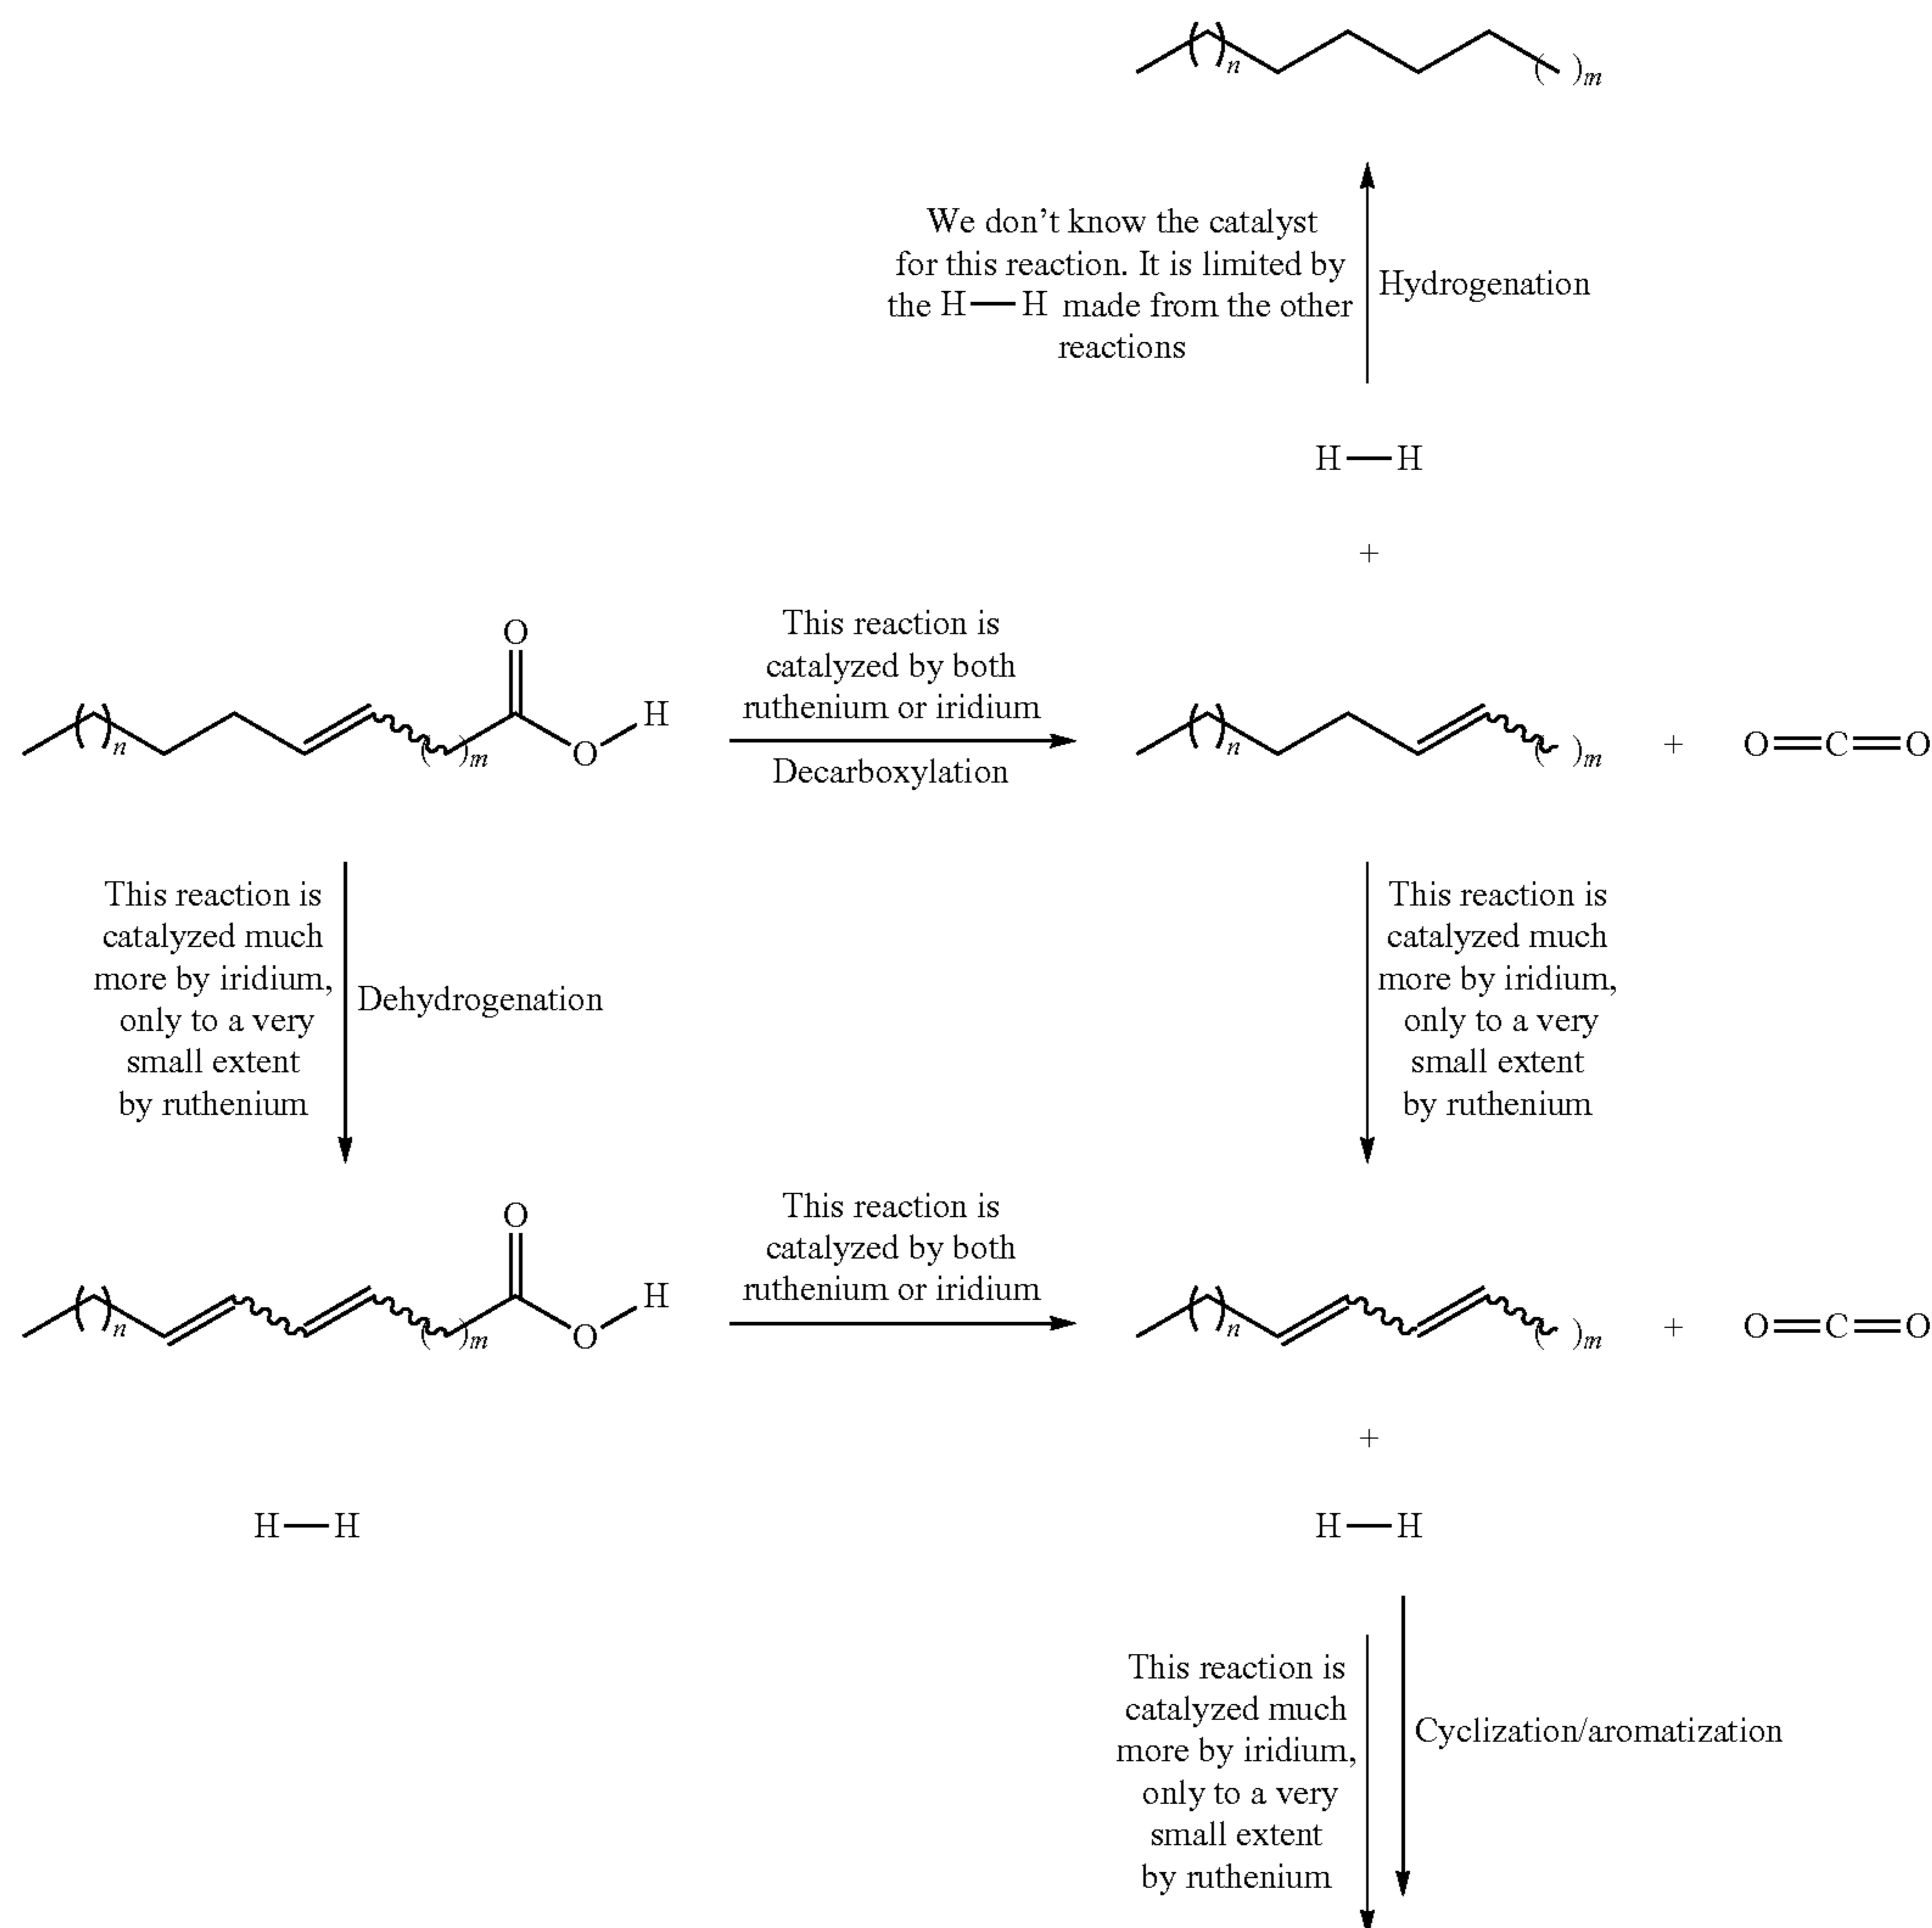 ( )n
( )m
We don't know the catalyst
for this reaction. It is limited by
the H—H made from the other
reactions
Hydrogenation
H—H
+
O
( )n
( )m
O
H
This reaction is
catalyzed by both
ruthenium or iridium
Decarboxylation
( )n
( )m
+
O=C=O
This reaction is
catalyzed much
more by iridium,
only to a very
small extent
by ruthenium
Dehydrogenation
This reaction is
catalyzed much
more by iridium,
only to a very
small extent
by ruthenium
O
( )n
( )m
O
H
This reaction is
catalyzed by both
ruthenium or iridium
( )n
( )m
+
O=C=O
+
H—H
H—H
This reaction is
catalyzed much
more by iridium,
only to a very
small extent
by ruthenium
Cyclization/aromatization